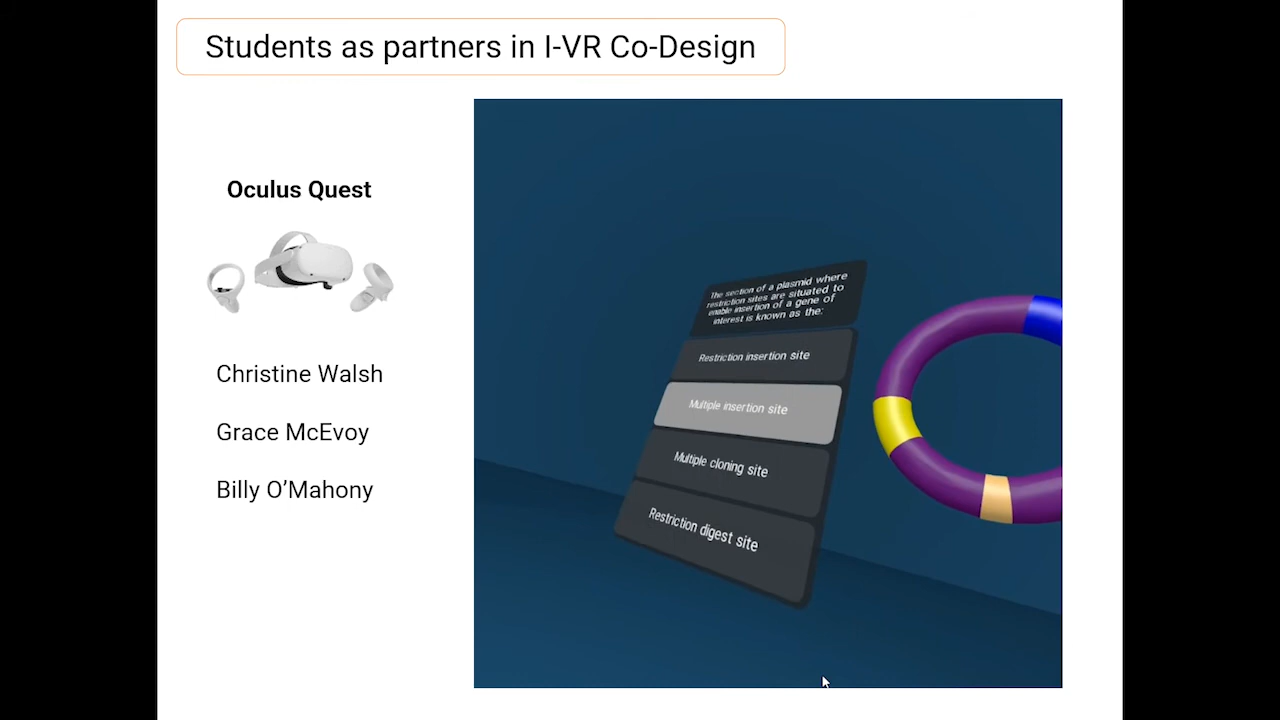 Students as partners in I-VR Co-Design
Oculus Quest
Christine Walsh
Grace McEvoy
Billy O’Mahony
The section of a plasmid where
restriction sites are situated to
enable insertion of a gene of
interest is known as the:
Restriction insertion site
Multiple insertion site
Multiple cloning site
Restriction digest site